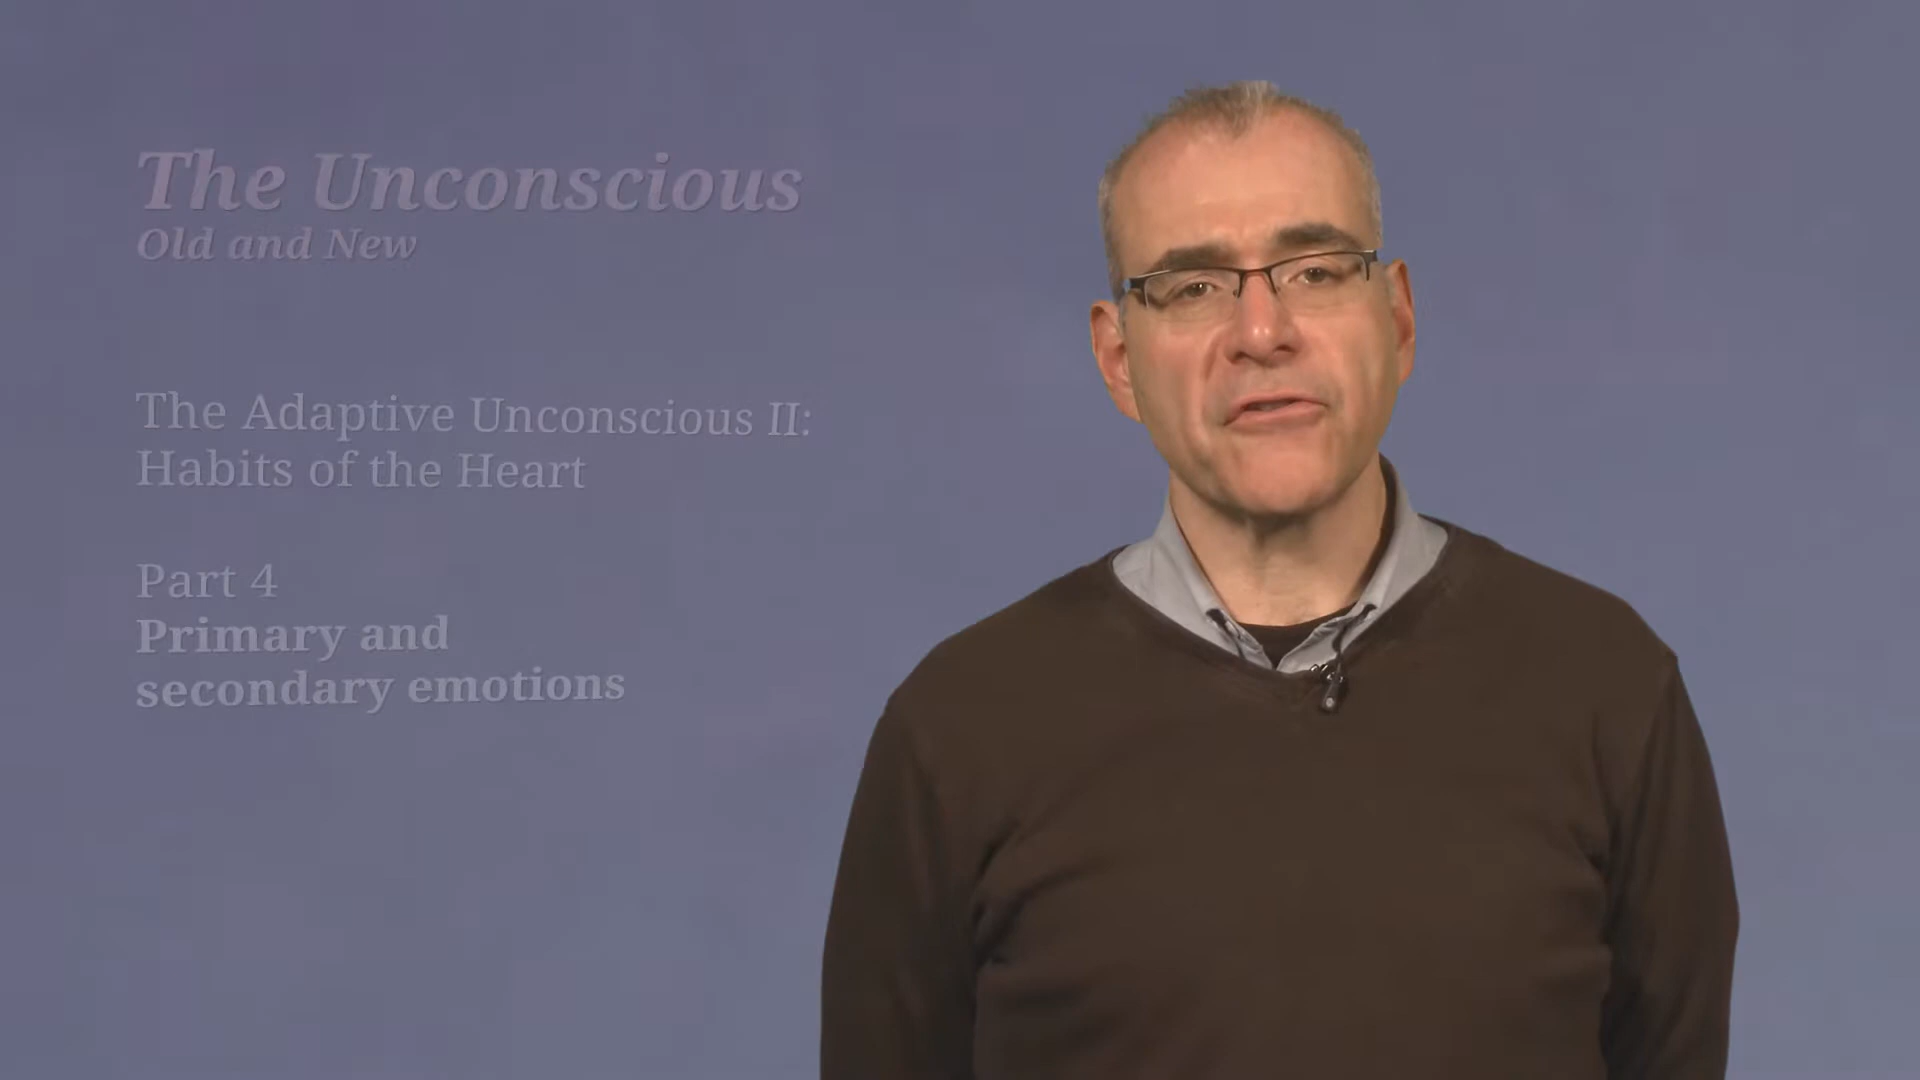 The Unconscious
Old and New
The Adaptive Unconscious II:
Habits of the Heart
Part 4
Primary and
secondary emotions